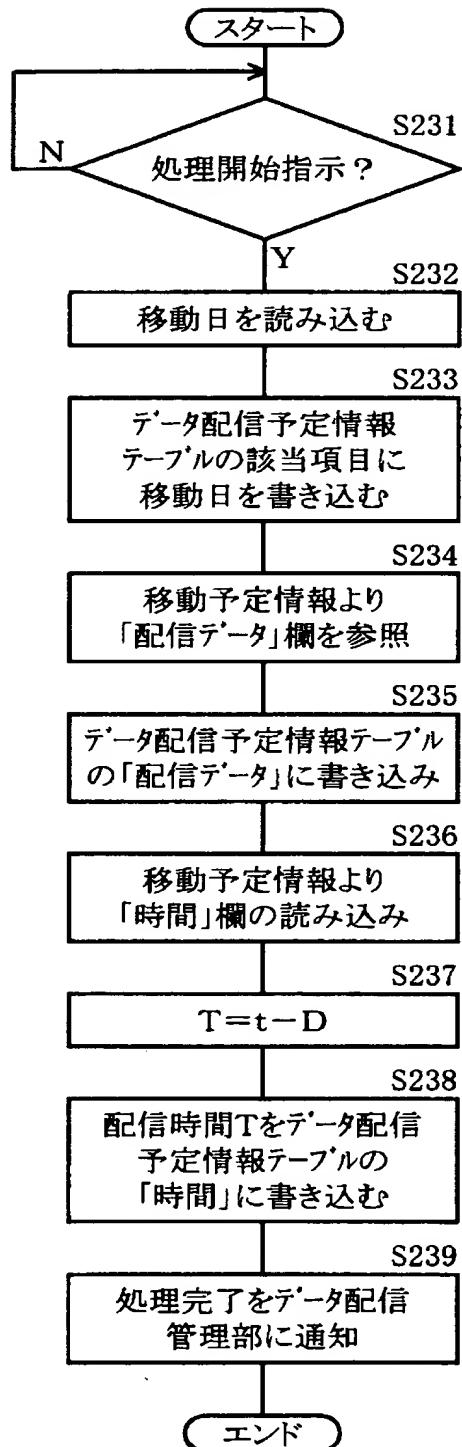 スタート
S231
N
処理開始指示?
Y
S232
移動日を読み込む
S233
データ配信予定情報
テーブルの該当項目に
移動日を書き込む
S234
移動予定情報より
「配信データ」欄を参照
S235
データ配信予定情報テーブル
の「配信データ」に書き込み
S236
移動予定情報より
「時間」欄の読み込み
S237
T=t-D
S238
配信時間Tをデータ配信
予定情報テーブルの
「時間」に書き込む
S239
処理完了をデータ配信
管理部に通知
エンド